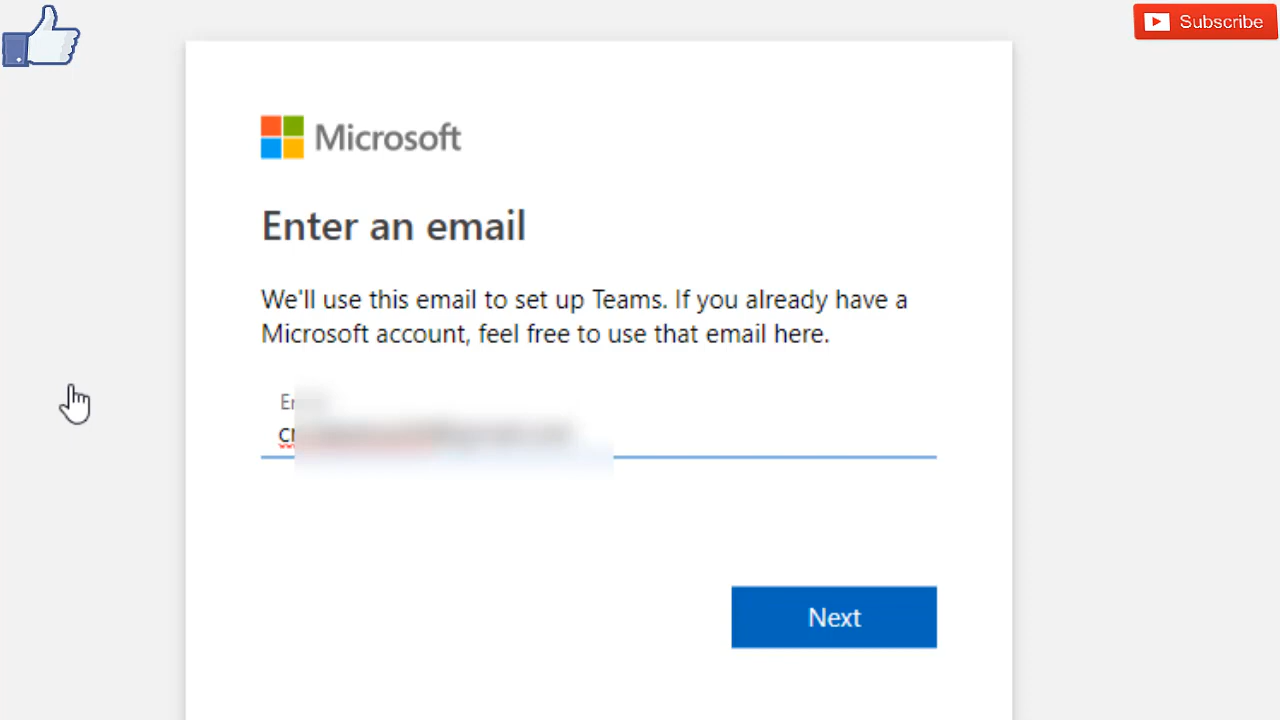 Subscribe
Microsoft
Enter an email
We'll use this email to set up Teams. If you already have a
Microsoft account, feel free to use that email here.
Next